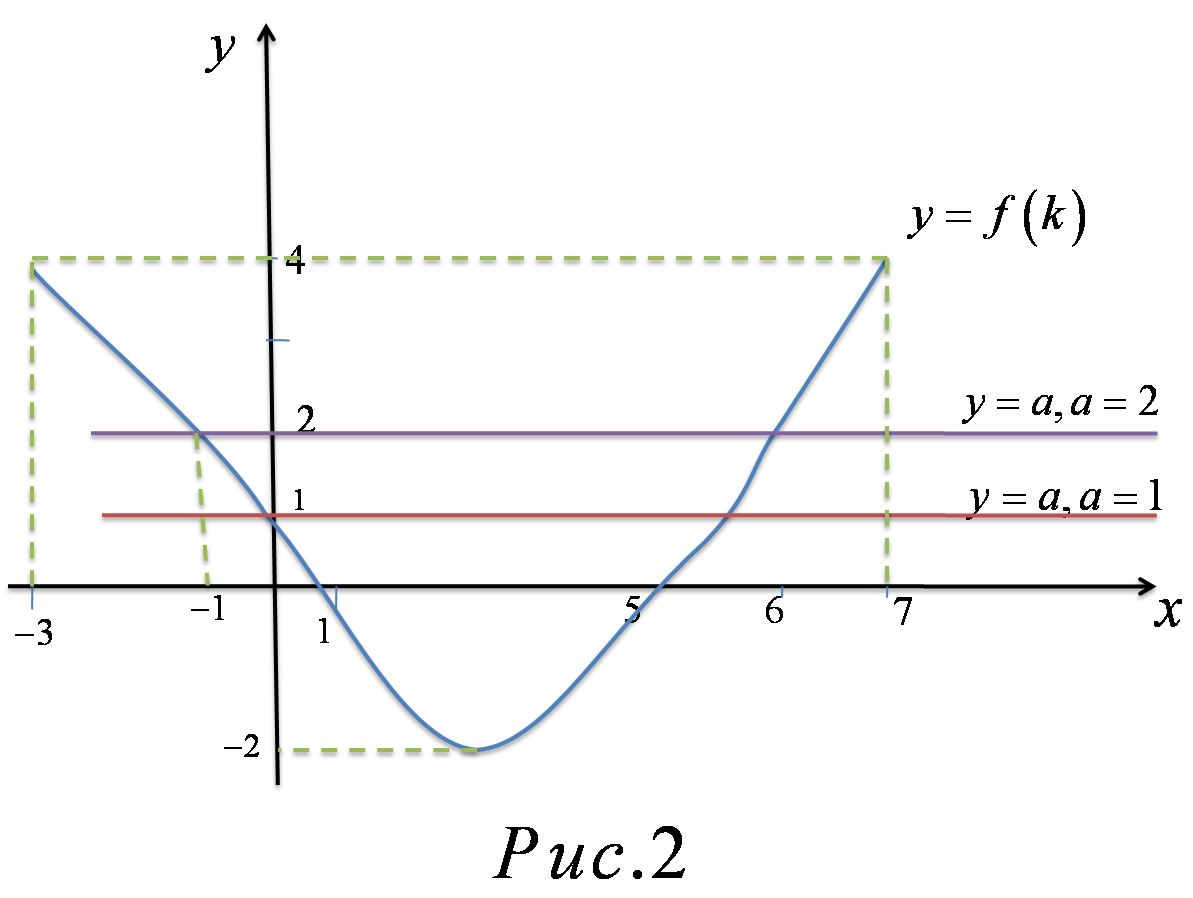 y
y = f(k)
4
y = a, a = 2
2
y = a, a = 1
1
−3
−1
1
5
6
7
x
−2
Рис.2